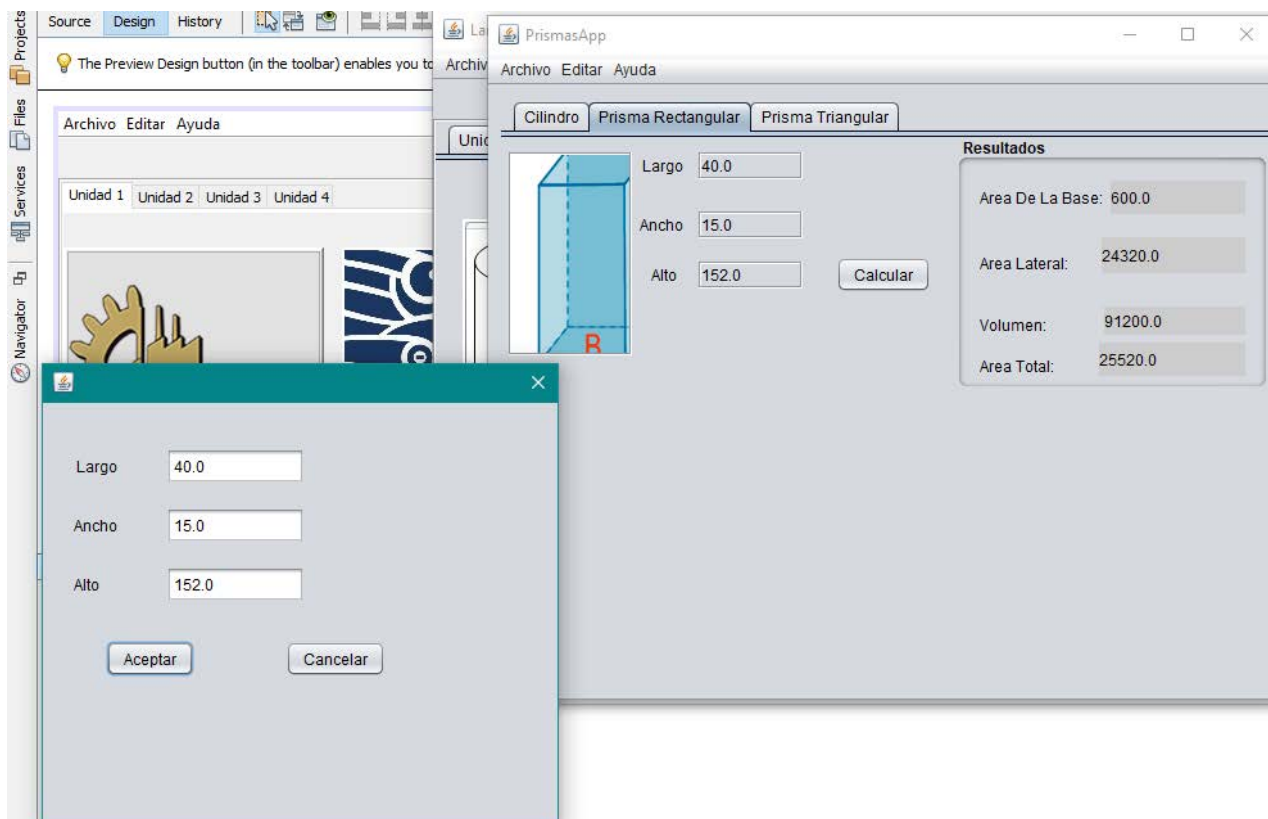 Source Design History
Projects
Files
Services
Navigator
The Preview Design button (in the toolbar) enables you to
Archivo Editar Ayuda
Unidad 1 Unidad 2 Unidad 3 Unidad 4
Archiv
Unid
PrismasApp
Archivo Editar Ayuda
Cilindro Prisma Rectangular Prisma Triangular
Largo 40.0
Ancho 15.0
Alto 152.0 Calcular
B
Resultados
Area De La Base: 600.0
Area Lateral: 24320.0
Volumen: 91200.0
Area Total: 25520.0
Largo 40.0
Ancho 15.0
Alto 152.0
Aceptar Cancelar